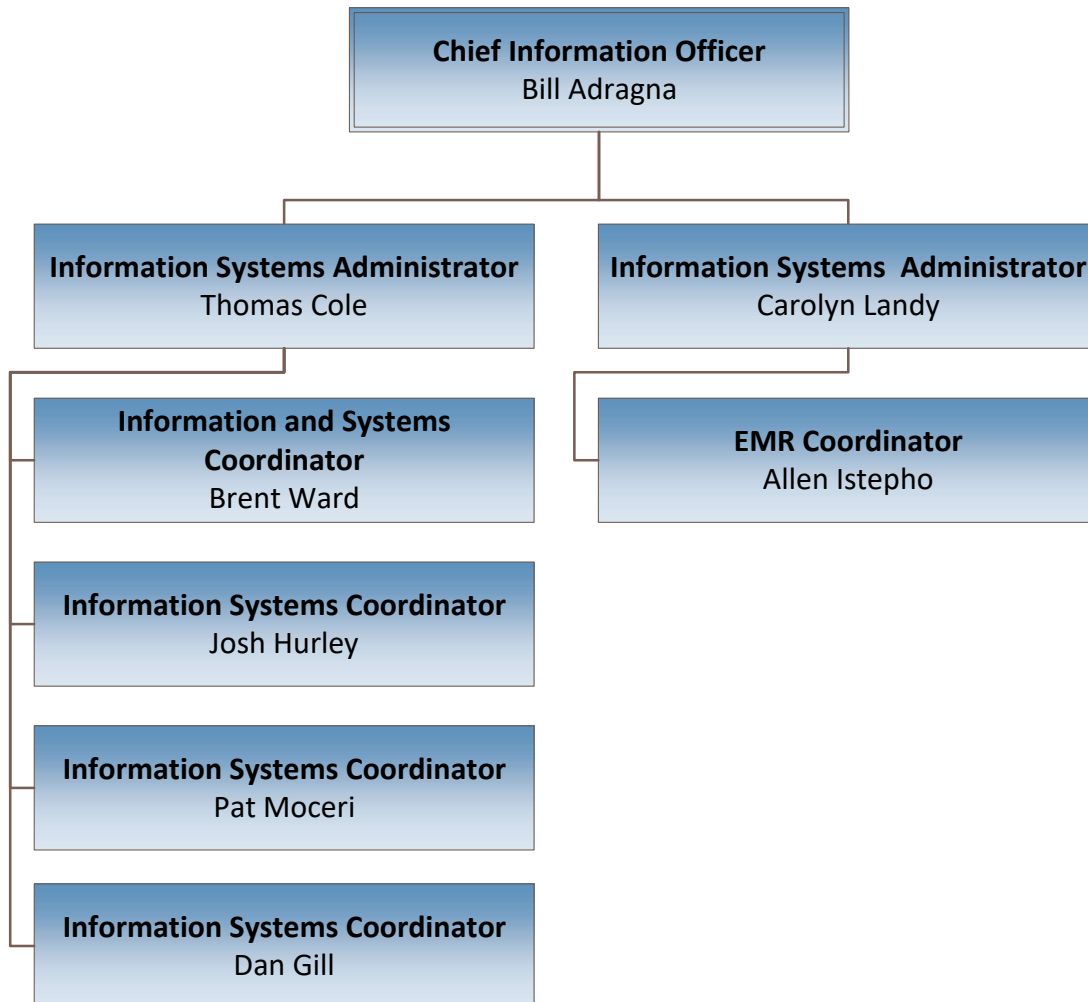 Chief Information Officer
Bill Adragna
Information Systems Administrator
Thomas Cole
Information Systems  Administrator
Carolyn Landy
Information and Systems
Coordinator
Brent Ward
EMR Coordinator
Allen Istepho
Information Systems Coordinator
Josh Hurley
Information Systems Coordinator
Pat Moceri
Information Systems Coordinator
Dan Gill